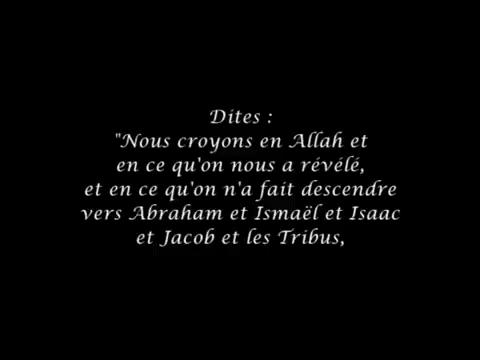 Dites :
"Nous croyons en Allah et
en ce qu'on nous a révélé,
et en ce qu'on n'a fait descendre
vers Abraham et Ismaël et Isaac
et Jacob et les Tribus,